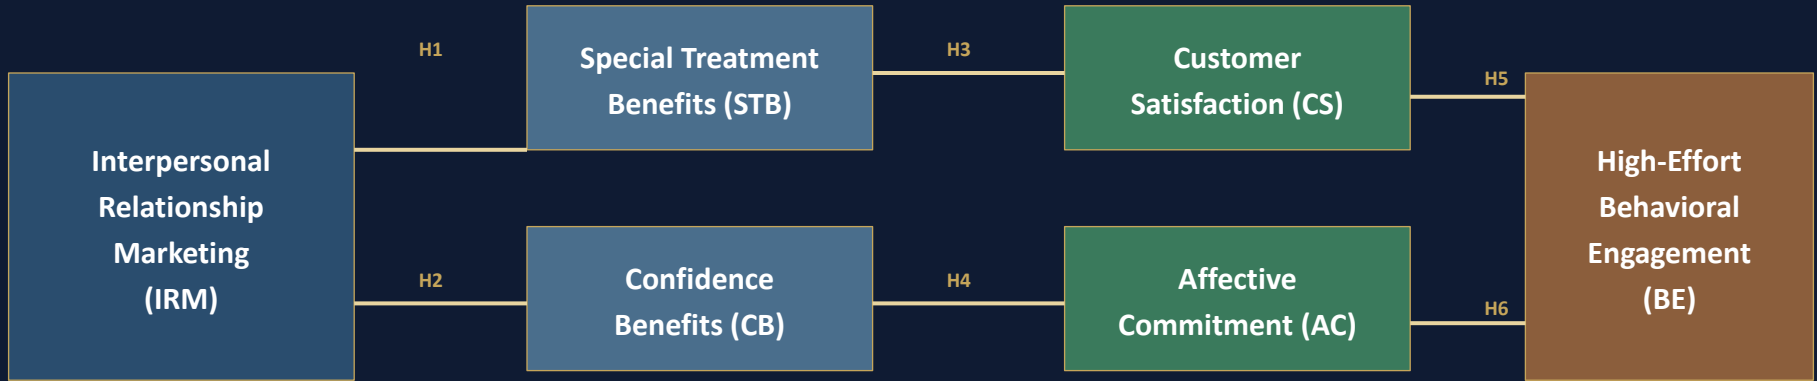 Interpersonal
Relationship
Marketing
(IRM)
H1
H2
Special Treatment
Benefits (STB)
Confidence
Benefits (CB)
H3
H4
Customer
Satisfaction (CS)
Affective
Commitment (AC)
H5
H6
High-Effort
Behavioral
Engagement
(BE)